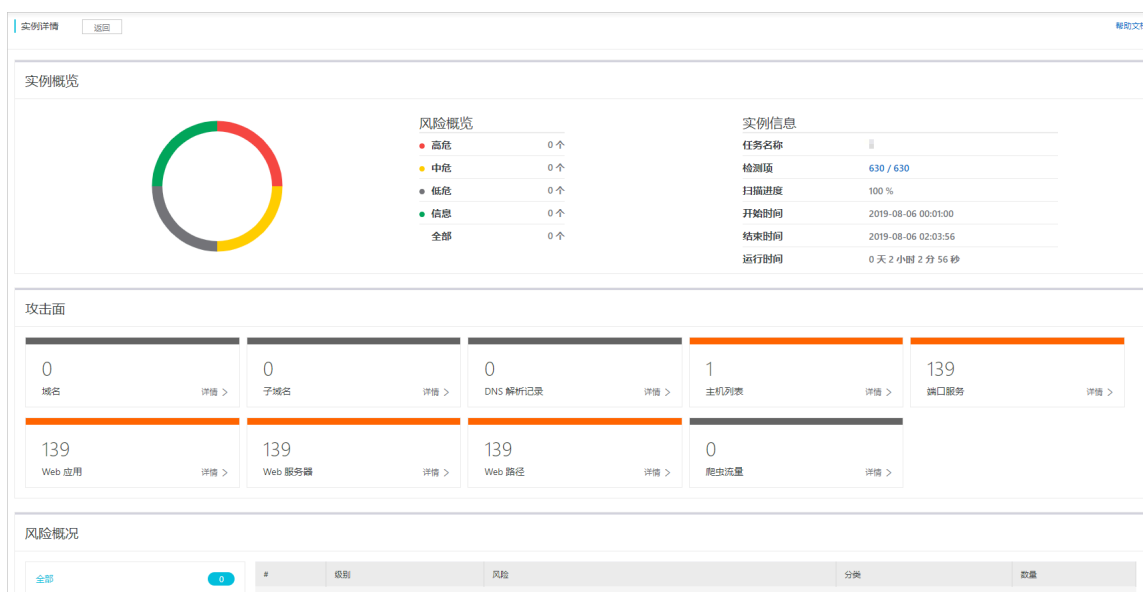 实例详情 返回 帮助文档
实例概览
风险概览
高危 0 个
中危 0 个
低危 0 个
信息 0 个
全部 0 个
实例信息
任务名称
检测项 630 / 630
扫描进度 100 %
开始时间 2019-08-06 00:01:00
结束时间 2019-08-06 02:03:56
运行时间 0 天 2 小时 2 分 56 秒
攻击面
0 0 0 1 139
域名 详情 > 子域名 详情 > DNS 解析记录 详情 > 主机列表 详情 > 端口服务 详情 >
139 139 139 0
Web 应用 详情 > Web 服务器 详情 > Web 路径 详情 > 爬虫流量 详情 >
风险概况
全部 0 # 级别 风险 分类 数量